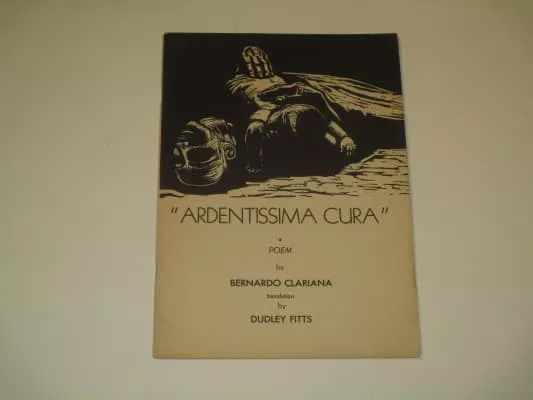 "ARDENTISSIMA CURA"
a
POEM
by
BERNARDO CLARIANA
translation
by
DUDLEY FITTS